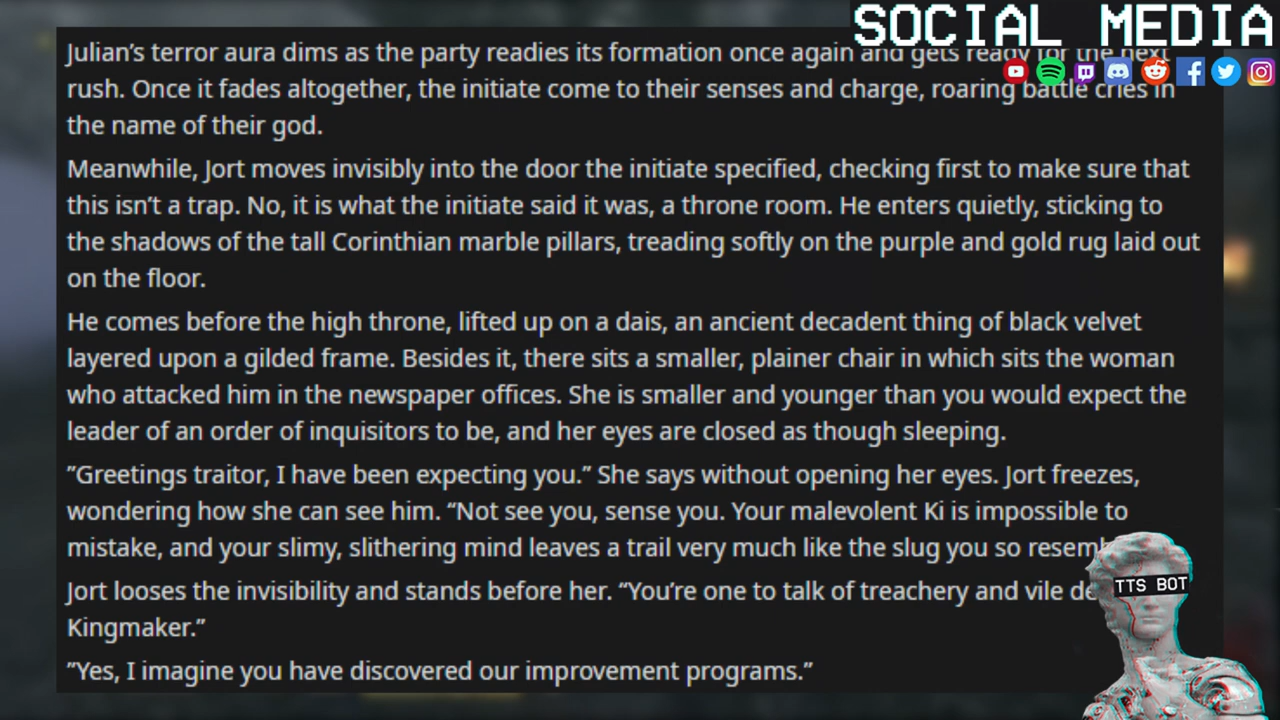 SOCIAL MEDIA
Julian’s terror aura dims as the party readies its formation once again and gets ready for the next
rush. Once it fades altogether, the initiate come to their senses and charge, roaring battle cries in
the name of their god.
Meanwhile, Jort moves invisibly into the door the initiate specified, checking first to make sure that
this isn’t a trap. No, it is what the initiate said it was, a throne room. He enters quietly, sticking to
the shadows of the tall Corinthian marble pillars, treading softly on the purple and gold rug laid out
on the floor.
He comes before the high throne, lifted up on a dais, an ancient decadent thing of black velvet
layered upon a gilded frame. Besides it, there sits a smaller, plainer chair in which sits the woman
who attacked him in the newspaper offices. She is smaller and younger than you would expect the
leader of an order of inquisitors to be, and her eyes are closed as though sleeping.
”Greetings traitor, I have been expecting you.” She says without opening her eyes. Jort freezes,
wondering how she can see him. “Not see you, sense you. Your malevolent Ki is impossible to
mistake, and your slimy, slithering mind leaves a trail very much like the slug you so
Jort looses the invisibility and stands before her. “You’re one to talk of treachery and vile
Kingmaker.”
”Yes, I imagine you have discovered our improvement programs.”
TTS BOT